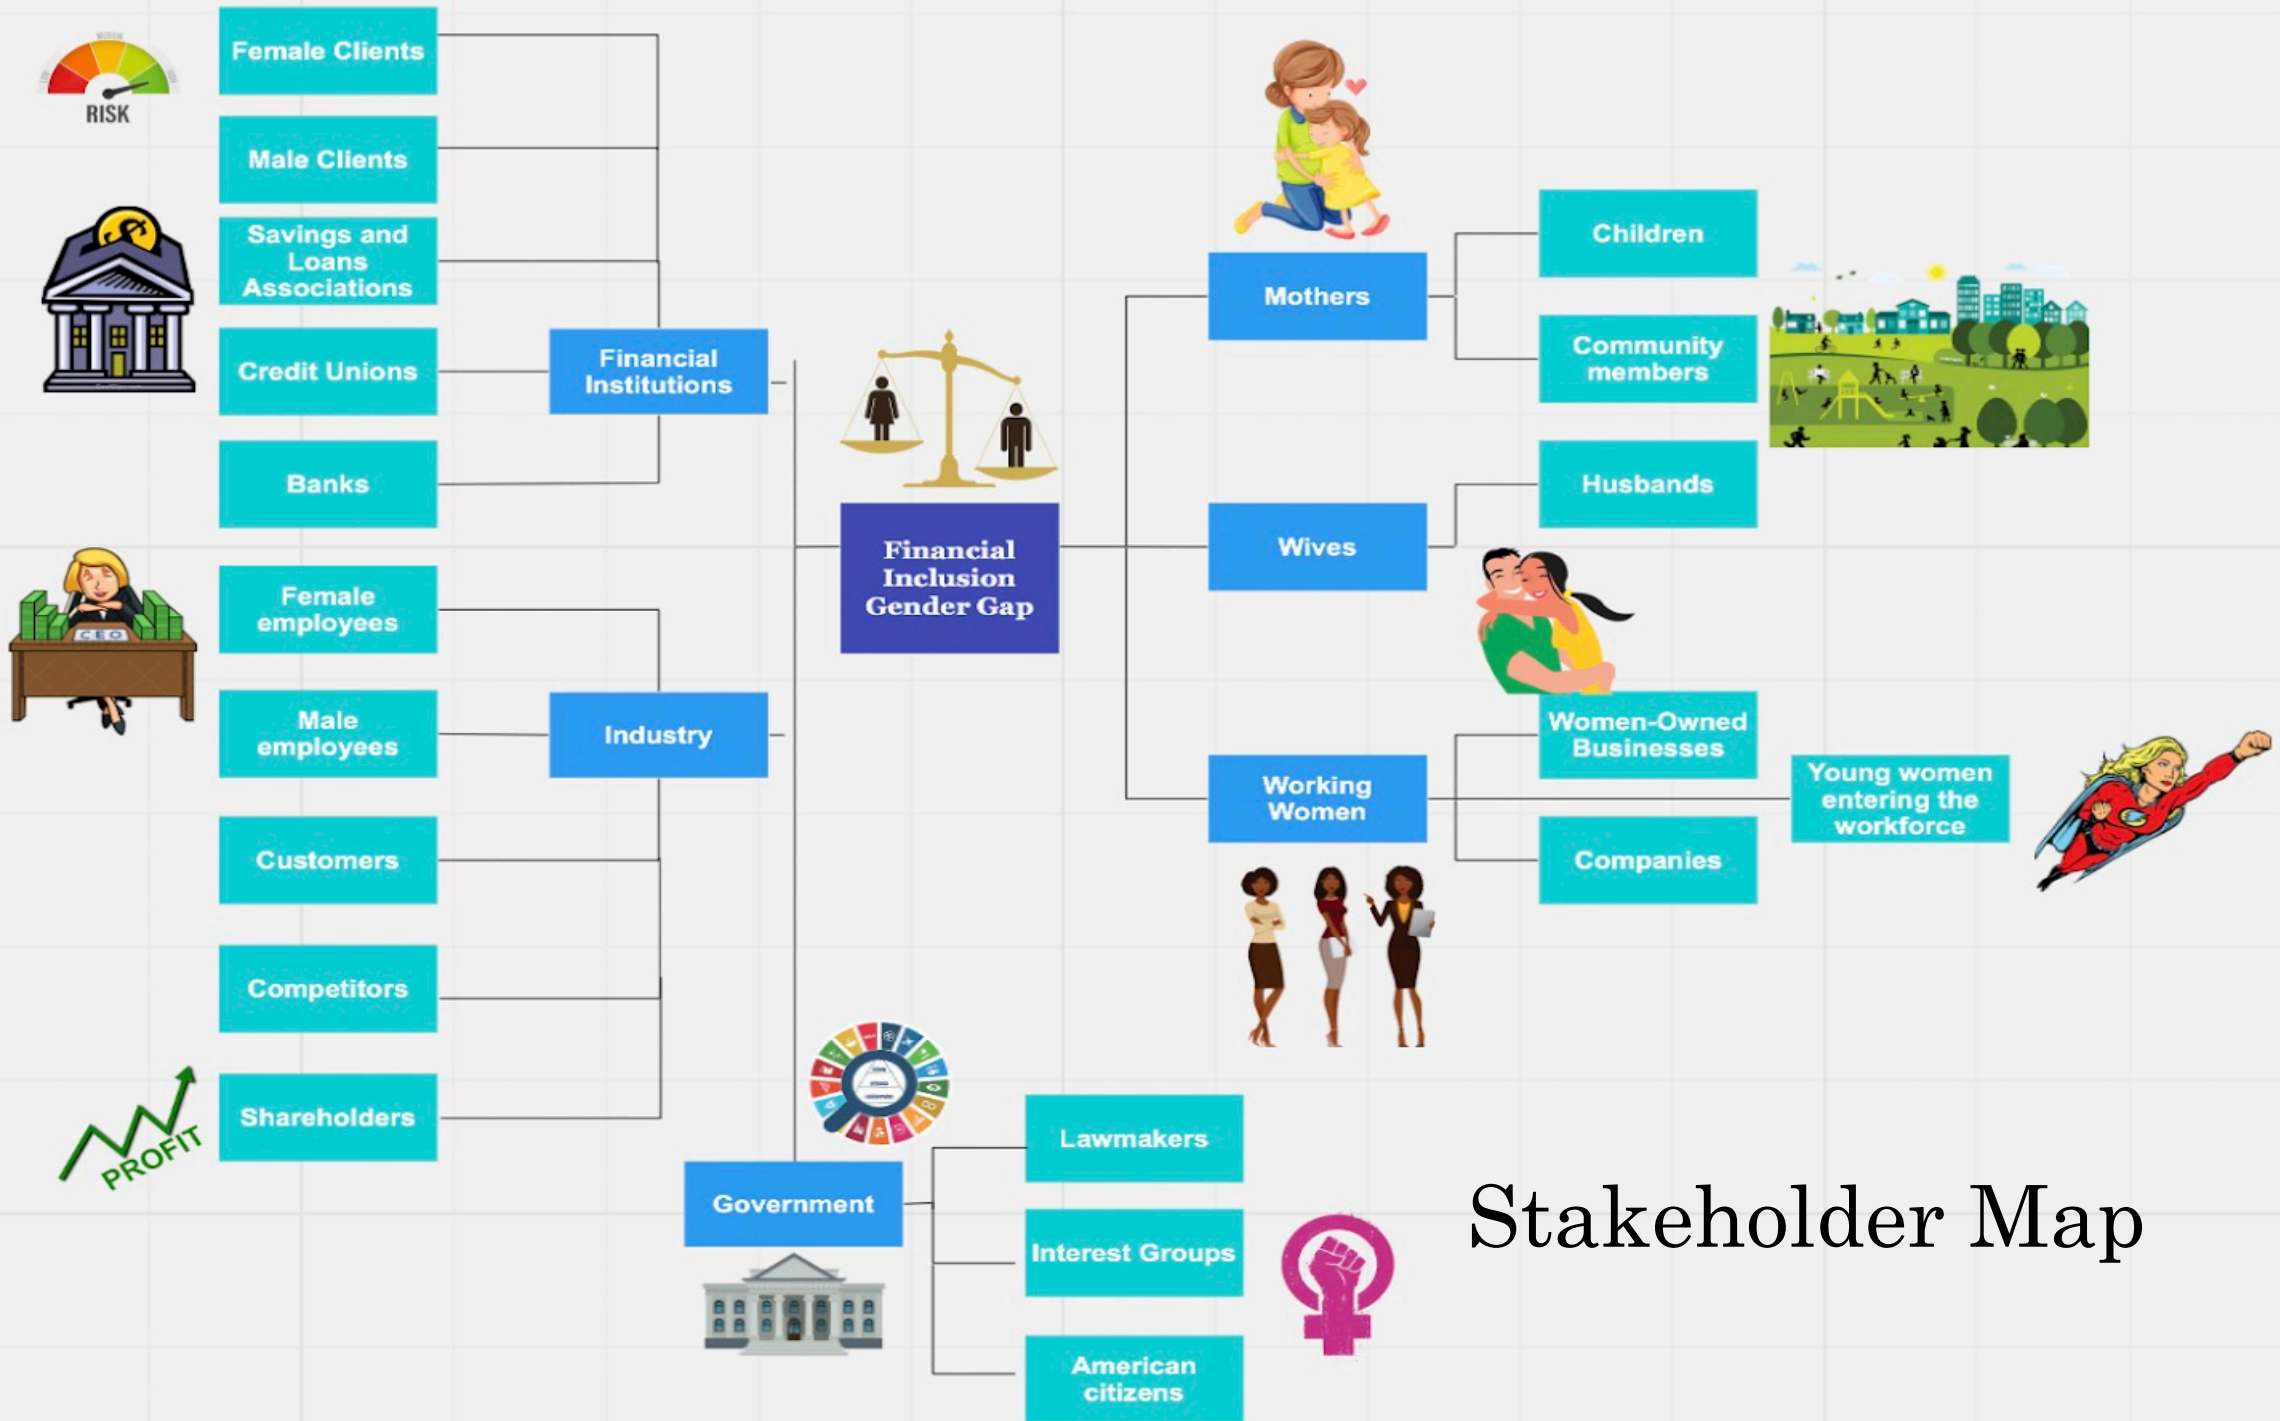 Female Clients
RISK
Male Clients
Savings and
Loans
Associations
Credit Unions
Financial
Institutions
Banks
Female
employees
CEO
Male
employees
Industry
Customers
Competitors
Shareholders
PROFIT
Financial
Inclusion
Gender Gap
Mothers
Children
Community
members
Wives
Husbands
Working
Women
Women-Owned
Businesses
Young women
entering the
workforce
Companies
Government
Lawmakers
Interest Groups
American
citizens
Stakeholder Map